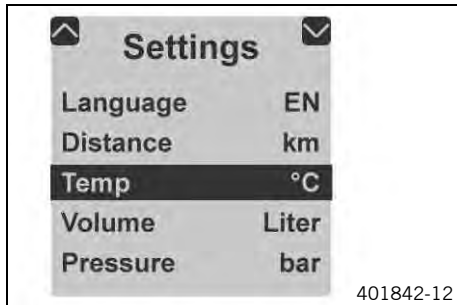 Settings
Language EN
Distance km
Temp °C
Volume Liter
Pressure bar
401842-12